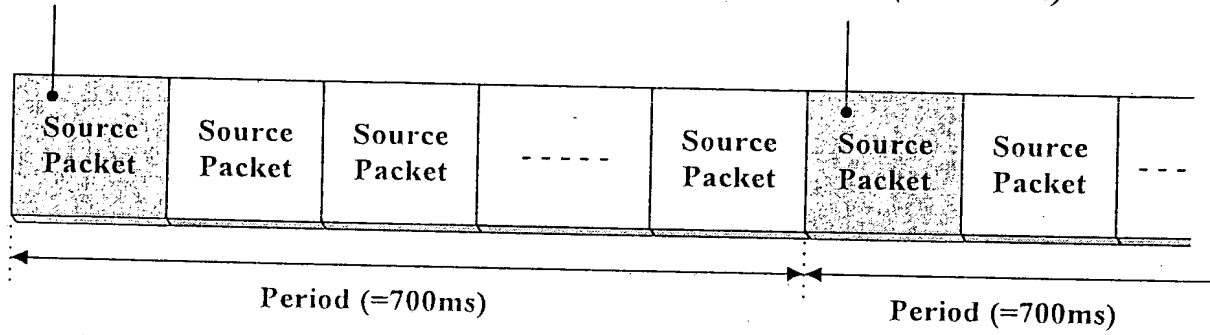 Source
Packet
Source
Packet
Source
Packet
-----
Source
Packet
Source
Packet
Source
Packet
----
Period (=700ms)
Period (=700ms)